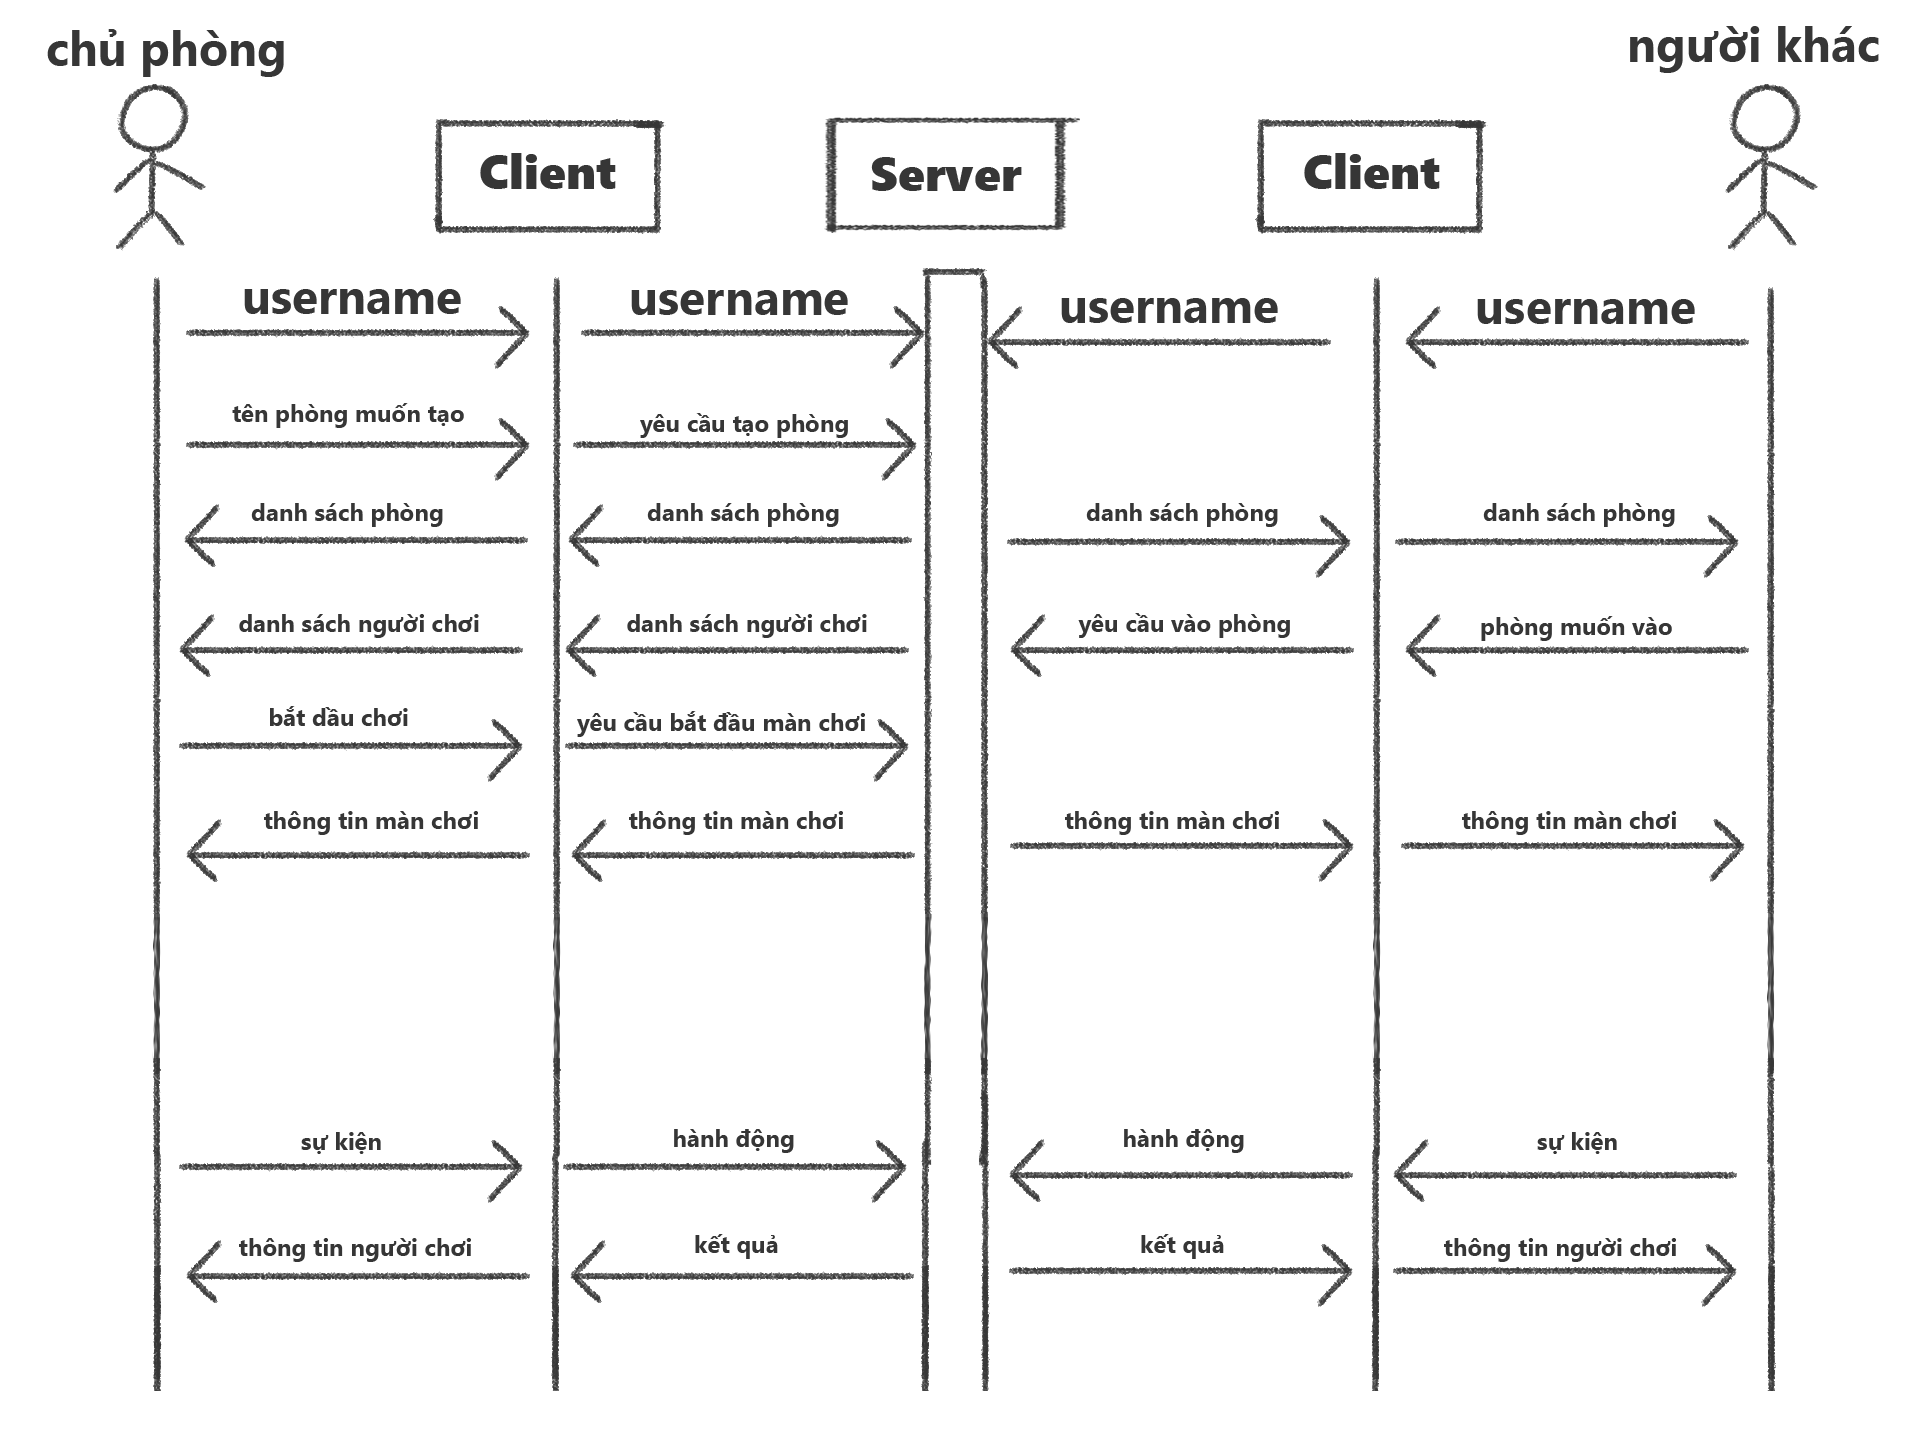 chủ phòng
người khác
Client
Server
Client
username
username
username
username
tên phòng muốn tạo
yêu cầu tạo phòng
danh sách phòng
danh sách phòng
danh sách phòng
danh sách phòng
danh sách người chơi
danh sách người chơi
yêu cầu vào phòng
phòng muốn vào
bắt dầu chơi
yêu cầu bắt đầu màn chơi
thông tin màn chơi
thông tin màn chơi
thông tin màn chơi
thông tin màn chơi
sự kiện
hành động
hành động
sự kiện
thông tin người chơi
kết quả
kết quả
thông tin người chơi